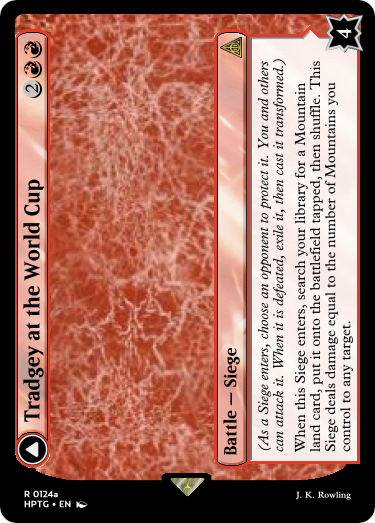 Tradgey at the World Cup
2
Battle — Siege
(As a Siege enters, choose an opponent to protect it. You and others
can attack it. When it is defeated, exile it, then cast it transformed.)
When this Siege enters, search your library for a Mountain
land card, put it onto the battlefield tapped, then shuffle. This
Siege deals damage equal to the number of Mountains you
control to any target.
4
R 0124a
HPTG • EN
J. K. Rowling